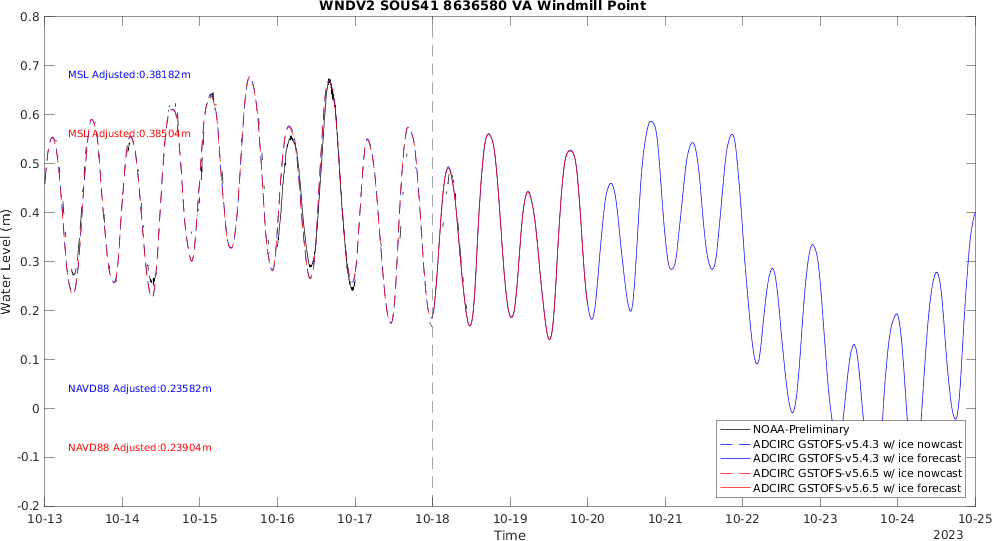 WNDV2 SOUS41 8636580 VA Windmill Point
0.8
0.7
0.6
0.5
0.4
0.3
0.2
0.1
0
-0.1
-0.2
Water Level (m)
MSL Adjusted:0.38182m
MSL Adjusted:0.38504m
NAVD88 Adjusted:0.23582m
NAVD88 Adjusted:0.23904m
NOAA-Preliminary
ADCIRC GSTOFS-v5.4.3 w/ ice nowcast
ADCIRC GSTOFS-v5.4.3 w/ ice forecast
ADCIRC GSTOFS-v5.6.5 w/ ice nowcast
ADCIRC GSTOFS-v5.6.5 w/ ice forecast
10-13 10-14 10-15 10-16 10-17 10-18 10-19 10-20 10-21 10-22 10-23 10-24 10-25
Time
2023